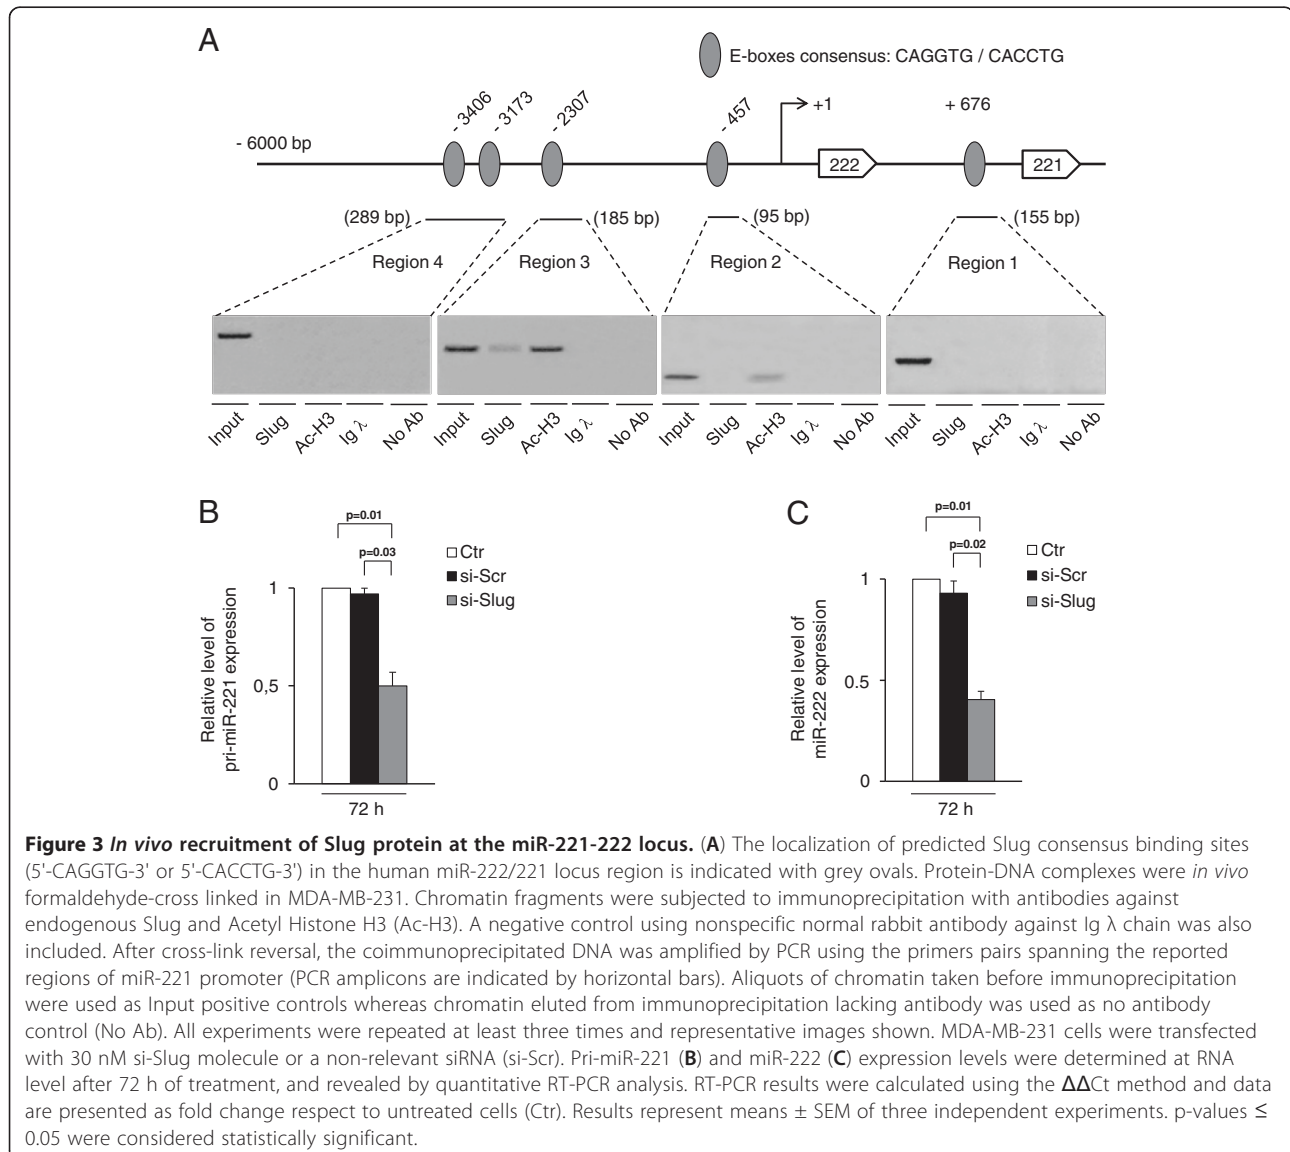 A
E-boxes consensus: CAGGTG / CACCTG
- 6000 bp
- 3406
- 3173
- 2307
- 457
+1
+ 676
222
221
(289 bp)
(185 bp)
(95 bp)
(155 bp)
Region 4
Region 3
Region 2
Region 1
Input
Slug
Ac-H3
Ig λ
No Ab
Input
Slug
Ac-H3
Ig λ
No Ab
Input
Slug
Ac-H3
Ig λ
No Ab
Input
Slug
Ac-H3
Ig λ
No Ab
B
p=0.01
p=0.03
Ctr
si-Scr
si-Slug
Relative level of
pri-miR-221 expression
1
0,5
0
72 h
C
p=0.01
p=0.02
Ctr
si-Scr
si-Slug
Relative level of
miR-222 expression
1
0.5
0
72 h
Figure 3 In vivo recruitment of Slug protein at the miR-221-222 locus. (A) The localization of predicted Slug consensus binding sites
(5'-CAGGTG-3' or 5'-CACCTG-3') in the human miR-222/221 locus region is indicated with grey ovals. Protein-DNA complexes were in vivo
formaldehyde-cross linked in MDA-MB-231. Chromatin fragments were subjected to immunoprecipitation with antibodies against
endogenous Slug and Acetyl Histone H3 (Ac-H3). A negative control using nonspecific normal rabbit antibody against Ig λ chain was also
included. After cross-link reversal, the coimmunoprecipitated DNA was amplified by PCR using the primers pairs spanning the reported
regions of miR-221 promoter (PCR amplicons are indicated by horizontal bars). Aliquots of chromatin taken before immunoprecipitation
were used as Input positive controls whereas chromatin eluted from immunoprecipitation lacking antibody was used as no antibody
control (No Ab). All experiments were repeated at least three times and representative images shown. MDA-MB-231 cells were transfected
with 30 nM si-Slug molecule or a non-relevant siRNA (si-Scr). Pri-miR-221 (B) and miR-222 (C) expression levels were determined at RNA
level after 72 h of treatment, and revealed by quantitative RT-PCR analysis. RT-PCR results were calculated using the ΔΔCt method and data
are presented as fold change respect to untreated cells (Ctr). Results represent means ± SEM of three independent experiments. p-values ≤
0.05 were considered statistically significant.